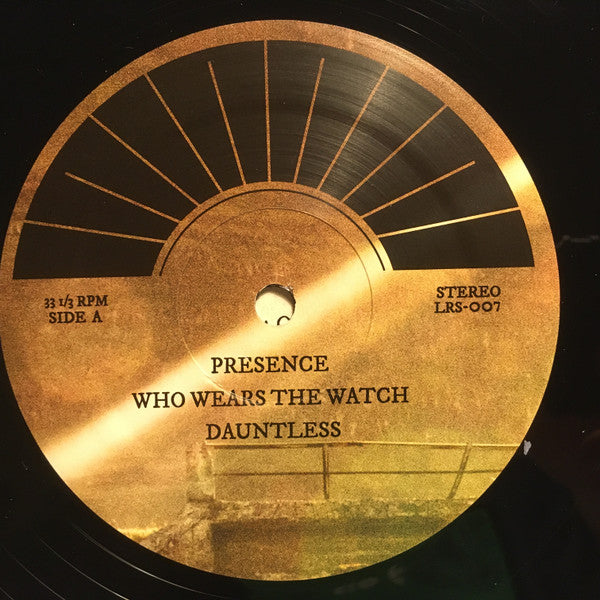 33 1/3 RPM
SIDE A
STEREO
LRS-007
PRESENCE
WHO WEARS THE WATCH
DAUNTLESS